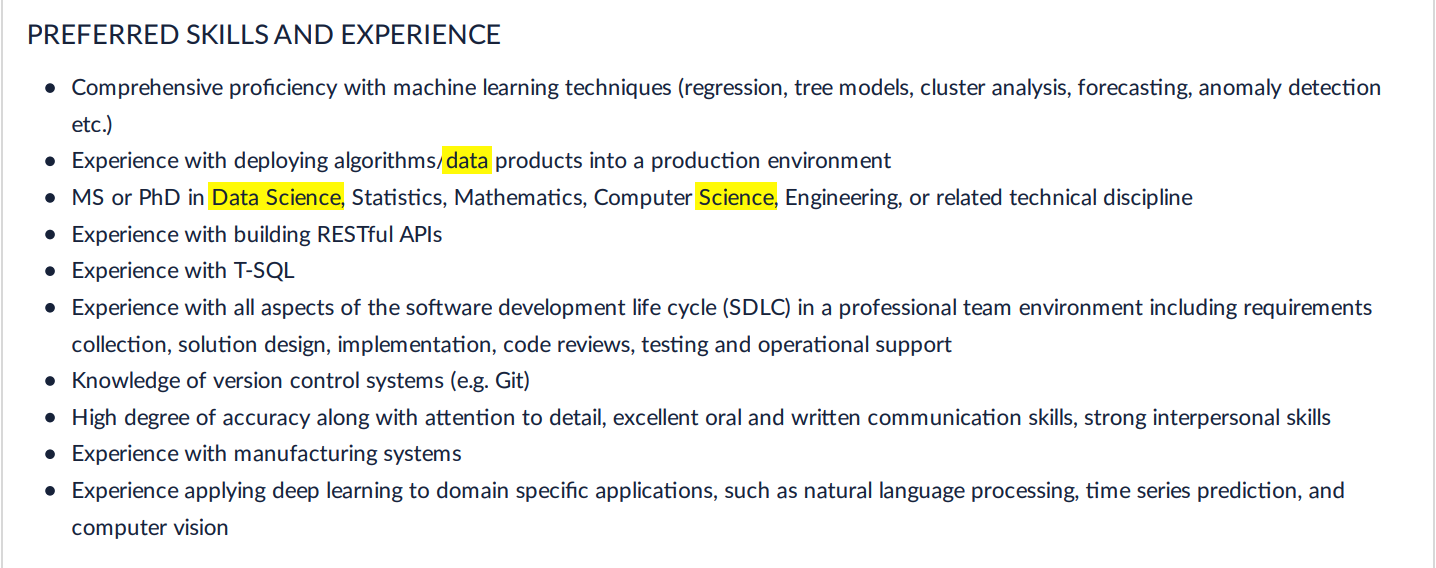 PREFERRED SKILLS AND EXPERIENCE
• Comprehensive proficiency with machine learning techniques (regression, tree models, cluster analysis, forecasting, anomaly detection
etc.)
• Experience with deploying algorithms/data products into a production environment
• MS or PhD in Data Science, Statistics, Mathematics, Computer Science, Engineering, or related technical discipline
• Experience with building RESTful APIs
• Experience with T-SQL
• Experience with all aspects of the software development life cycle (SDLC) in a professional team environment including requirements
collection, solution design, implementation, code reviews, testing and operational support
• Knowledge of version control systems (e.g. Git)
• High degree of accuracy along with attention to detail, excellent oral and written communication skills, strong interpersonal skills
• Experience with manufacturing systems
• Experience applying deep learning to domain specific applications, such as natural language processing, time series prediction, and
computer vision